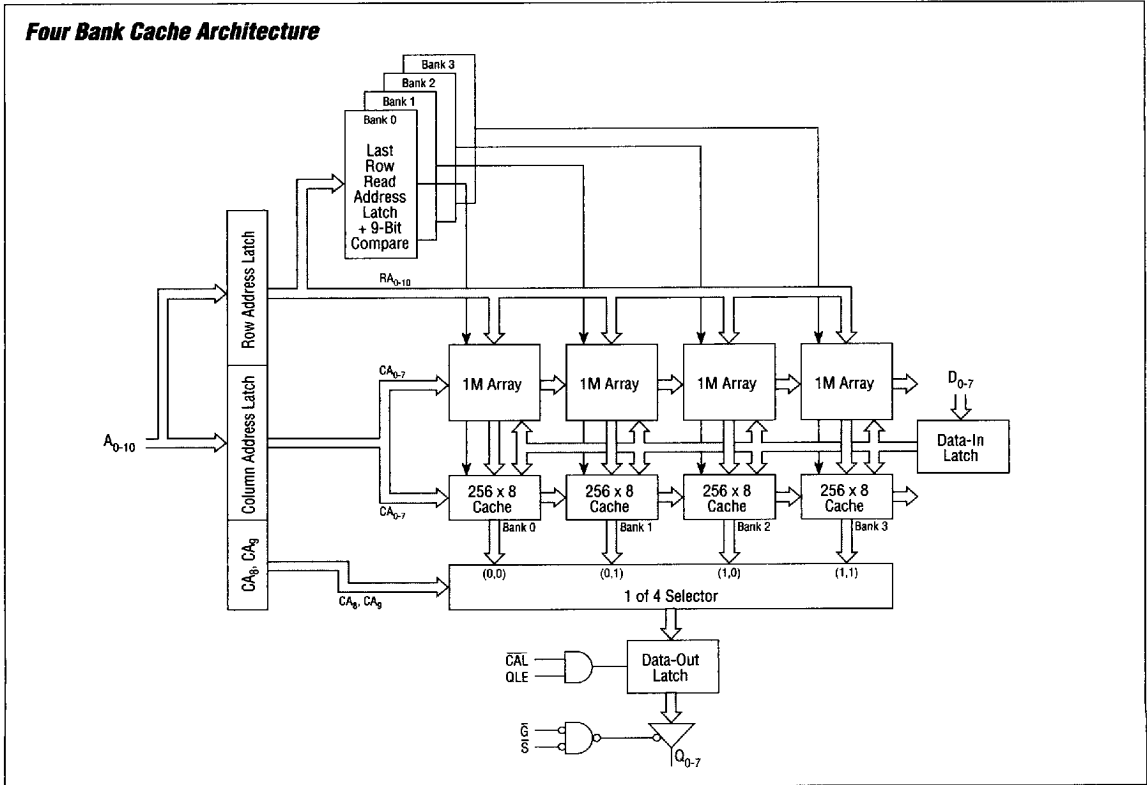 Four Bank Cache Architecture
Bank 3
Bank 2
Bank 1
Bank 0
Last
Row
Read
Address
Latch
+ 9-Bit
Compare
Row Address Latch
Column Address Latch
CA8, CA9
A0-10
RA0-10
CA0-7
1M Array
1M Array
1M Array
1M Array
D0-7
Data-In
Latch
CA0-7
256 x 8
Cache
256 x 8
Cache
256 x 8
Cache
256 x 8
Cache
Bank 0
Bank 1
Bank 2
Bank 3
(0,0)
(0,1)
(1,0)
(1,1)
CA8, CA9
1 of 4 Selector
CAL
QLE
Data-Out
Latch
G
S
Q0-7